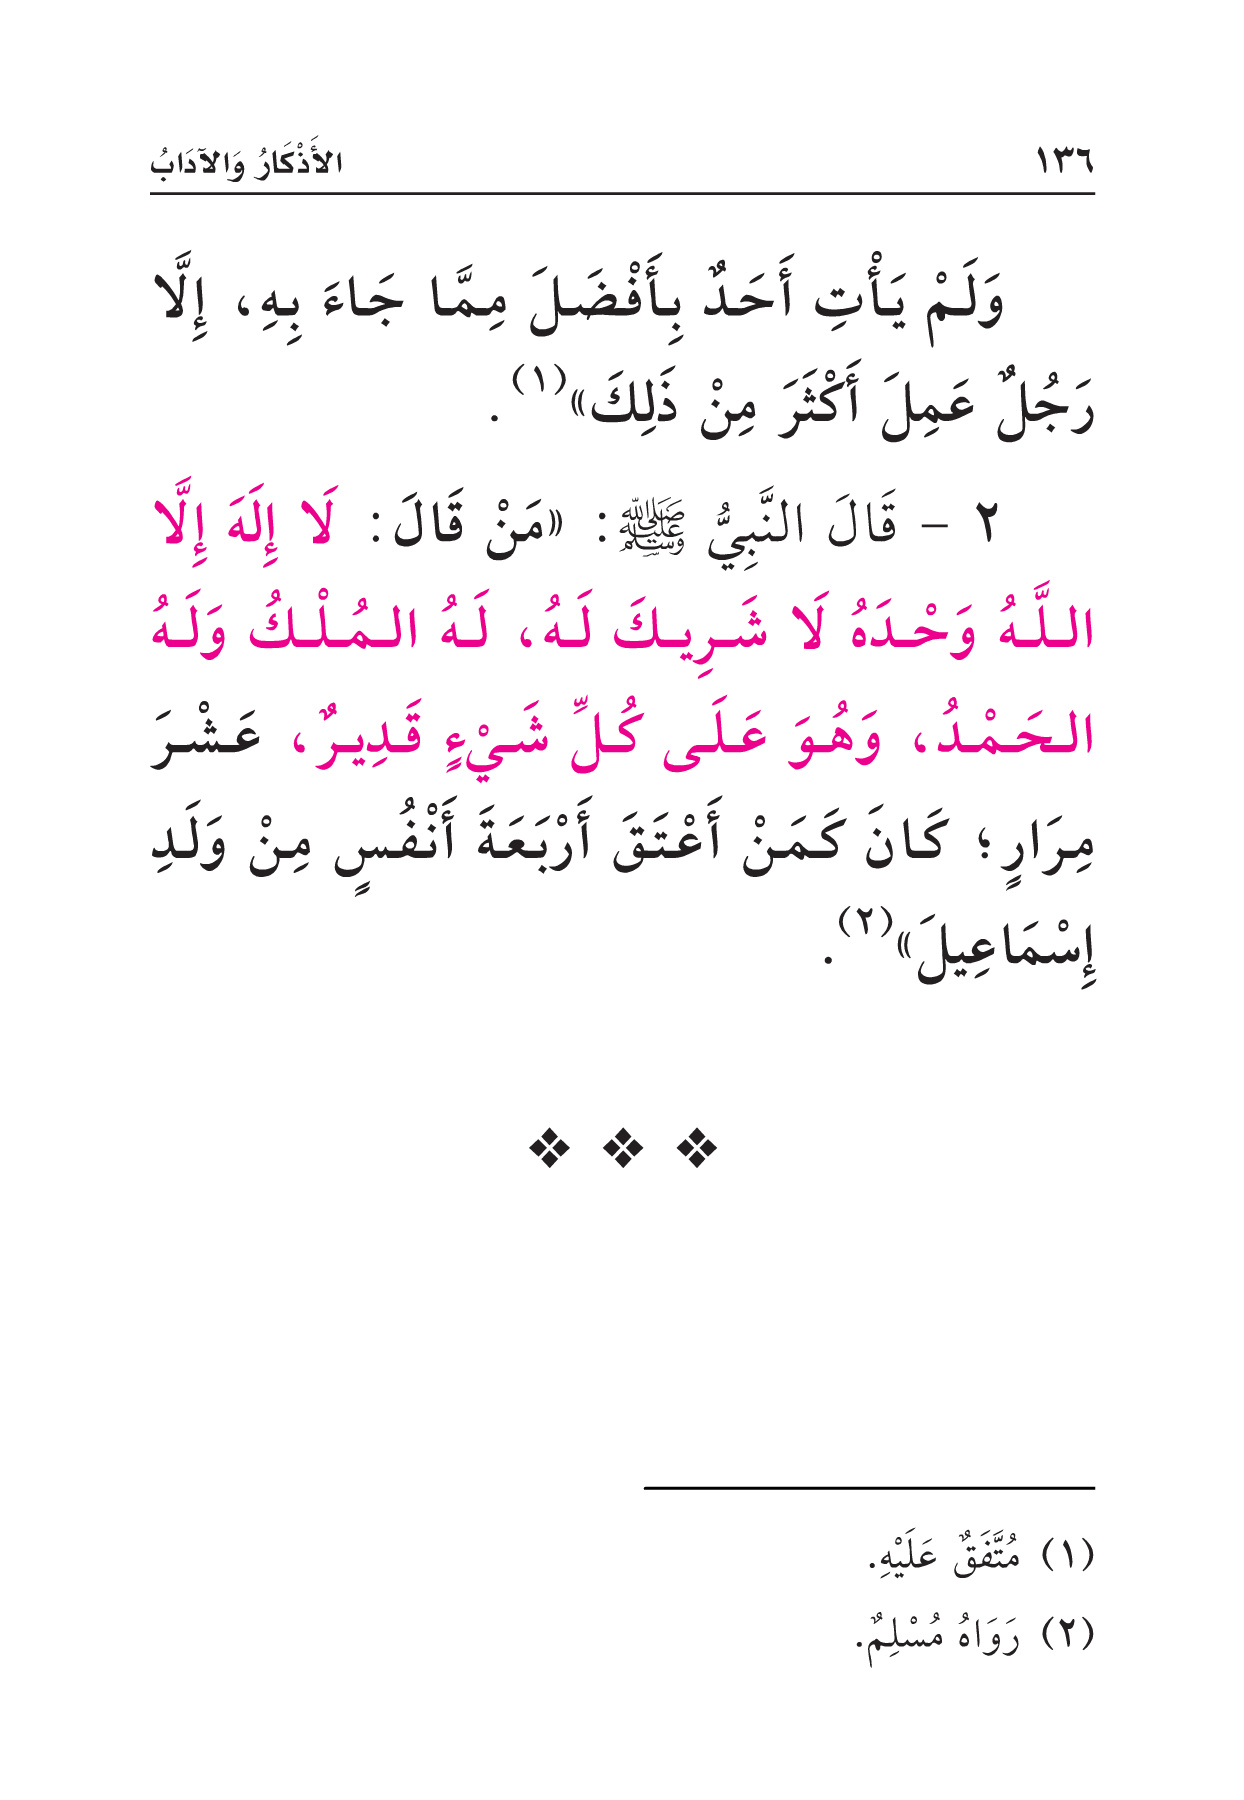 ١٣٦ الأَذْكَارُ وَالآدَابُ
وَلَمْ يَأْتِ أَحَدٌ بِأَفْضَلَ مِمَّا جَاءَ بِهِ، إِلَّا
رَجُلٌ عَمِلَ أَكْثَرَ مِنْ ذَلِكَ»(١).
٢ – قَالَ النَّبِيُّ ﷺ: «مَنْ قَالَ: لَا إِلَهَ إِلَّا
اللَّهُ وَحْدَهُ لَا شَرِيكَ لَهُ، لَهُ المُلْكُ وَلَهُ
الحَمْدُ، وَهُوَ عَلَى كُلِّ شَيْءٍ قَدِيرٌ، عَشْرَ
مِرَارٍ؛ كَانَ كَمَنْ أَعْتَقَ أَرْبَعَةَ أَنْفُسٍ مِنْ وَلَدِ
إِسْمَاعِيلَ»(٢).
(١) مُتَّفَقٌ عَلَيْهِ.
(٢) رَوَاهُ مُسْلِمٌ.